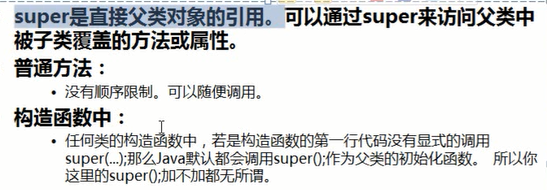 super是直接父类对象的引用。可以通过super来访问父类中
被子类覆盖的方法或属性。
普通方法：
• 没有顺序限制。可以随便调用。
构造函数中：
• 任何类的构造函数中，若是构造函数的第一行代码没有显式的调用
super(...);那么Java默认都会调用super();作为父类的初始化函数。 所以你
这里的super();加不加都无所谓。